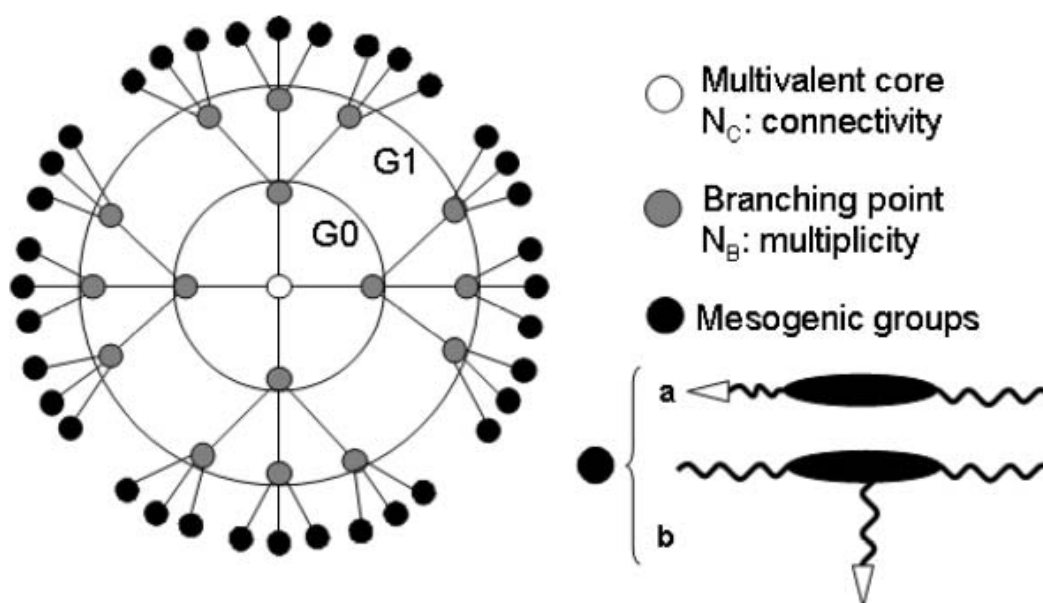 G1
G0
Multivalent core
N_C: connectivity
Branching point
N_B: multiplicity
Mesogenic groups
a
b